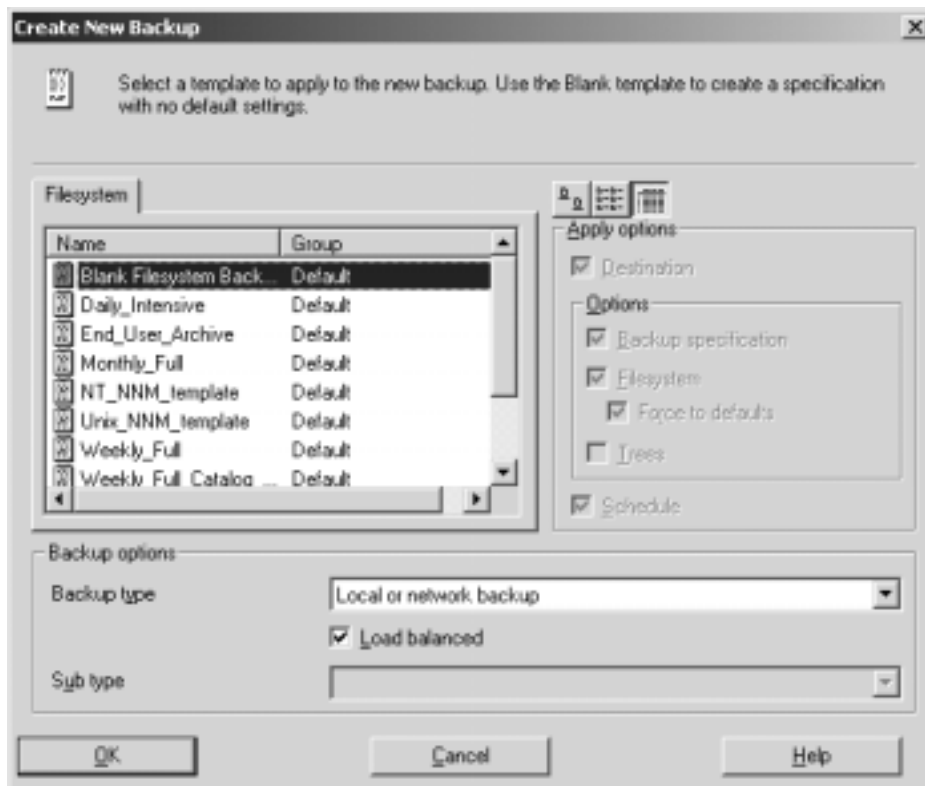 Create New Backup
Select a template to apply to the new backup. Use the Blank template to create a specification
with no default settings.
Filesystem
Name Group
Blank Filesystem Back... Default
Daily_Intensive Default
End_User_Archive Default
Monthly_Full Default
NT_NNM_template Default
Unix_NNM_template Default
Weekly_Full Default
Weekly_Full_Catalog_... Default
Apply options
Destination
Options
Backup specification
Filesystem
Force to defaults
Trees
Schedule
Backup options
Backup type Local or network backup
Load balanced
Sub type
OK Cancel Help